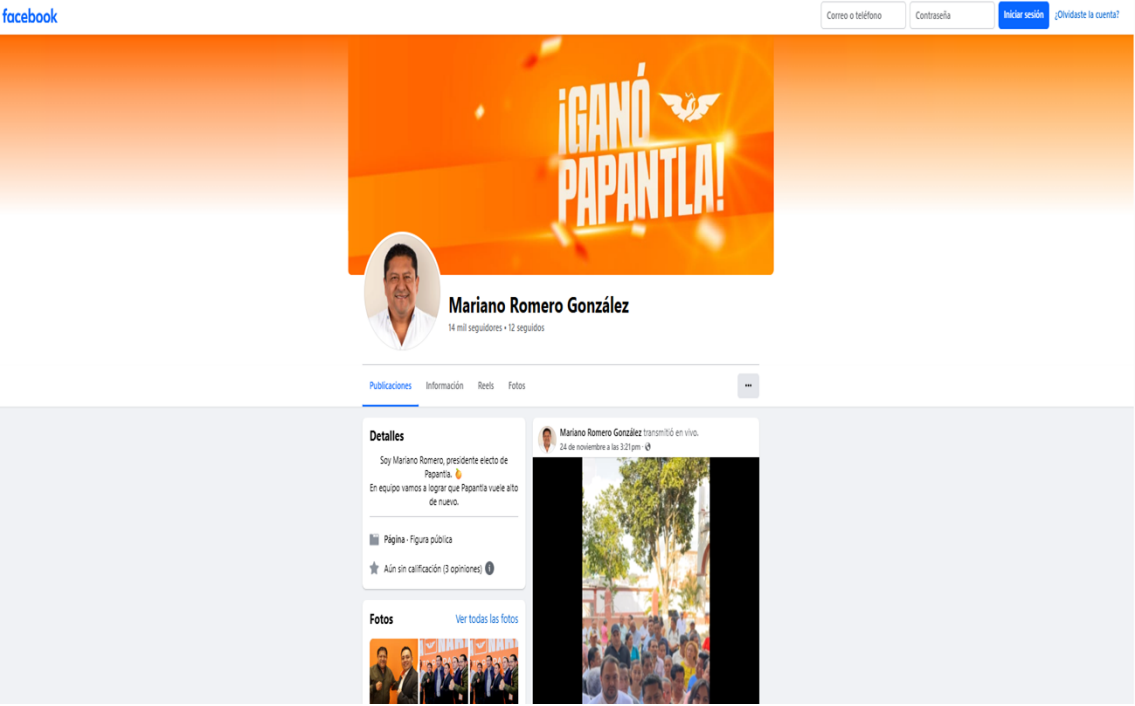 facebook
Correo o teléfono
Contraseña
Iniciar sesión
¿Olvidaste la cuenta?
¡GANÓ
PAPANTLA!
Mariano Romero González
14 mil seguidores • 12 seguidos
Publicaciones
Información
Reels
Fotos
Detalles
Soy Mariano Romero, presidente electo de
Papantla.
En equipo vamos a lograr que Papantla vuele alto
de nuevo.
Página · Figura pública
Aún sin calificación (3 opiniones)
Fotos
Ver todas las fotos
Mariano Romero González transmitió en vivo.
24 de noviembre a las 3:21 pm ·